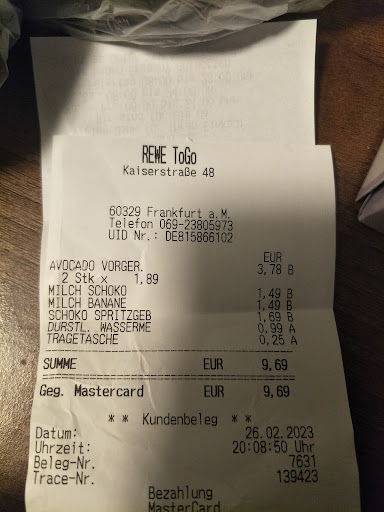 REWE ToGo
Kaiserstraße 48
60329 Frankfurt a.M.
Telefon 069-23805973
UID Nr.: DE815866102
EUR
AVOCADO VORGER. 3,78 B
2 Stk x 1,89
MILCH SCHOKO 1,49 B
MILCH BANANE 1,49 B
SCHOKO SPRITZGEB 1,69 B
DURSTL. WASSERME 0,99 A
TRAGETASCHE 0,25 A
SUMME EUR 9,69
Geg. Mastercard EUR 9,69
* * Kundenbeleg * *
Datum: 26.02.2023
Uhrzeit: 20:08:50 Uhr
Beleg-Nr. 7631
Trace-Nr. 139423
Bezahlung
MasterCard